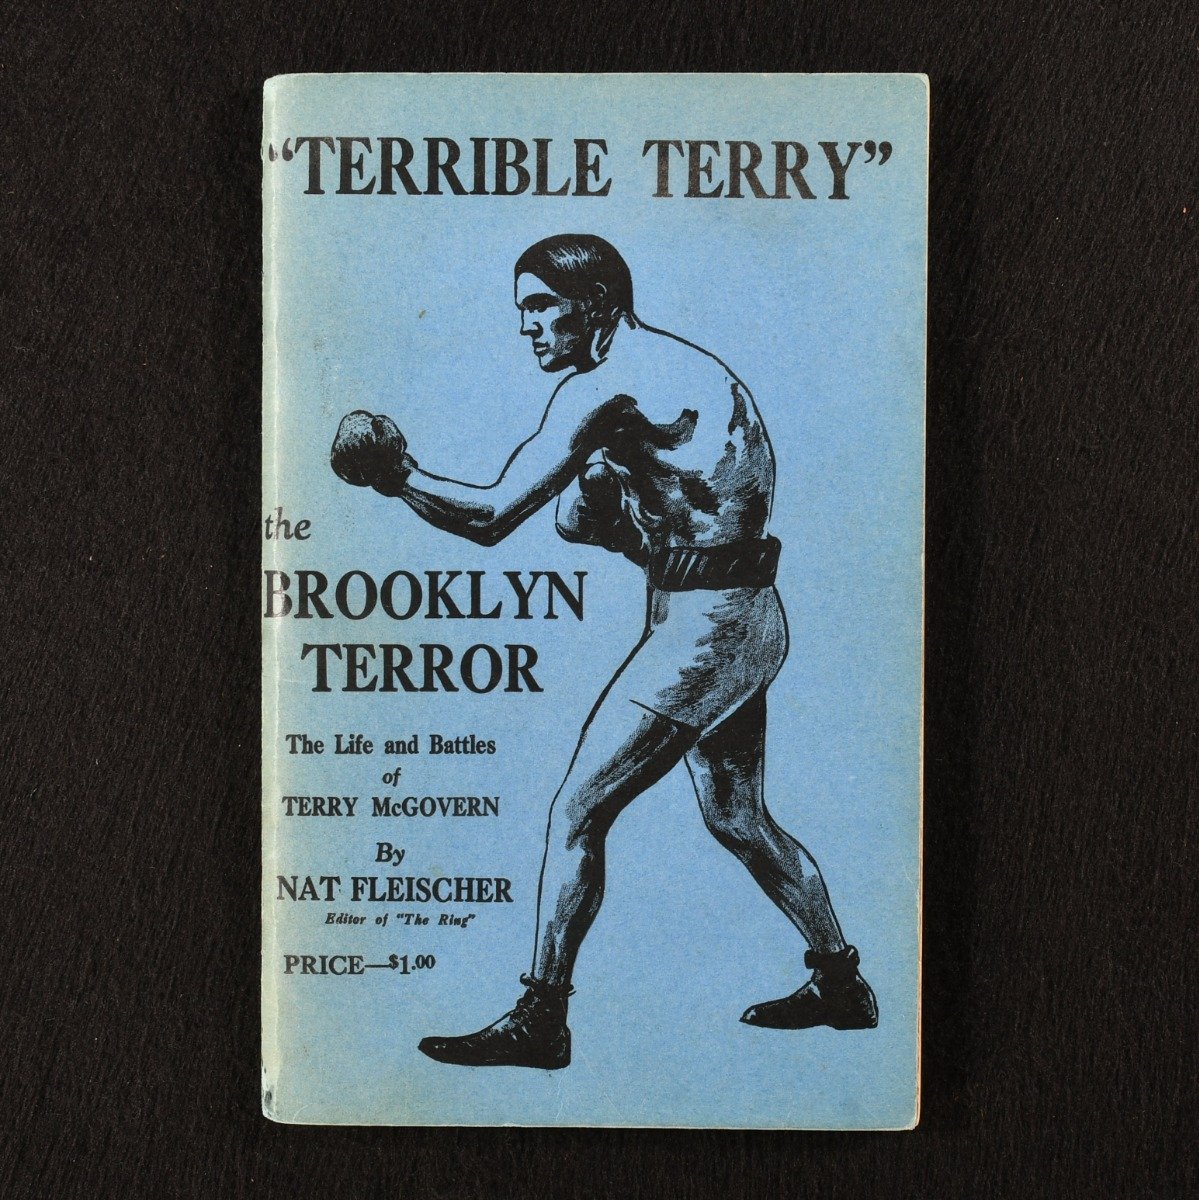 "TERRIBLE TERRY"
the
BROOKLYN
TERROR
The Life and Battles
of
TERRY McGOVERN
By
NAT FLEISCHER
Editor of "The Ring"
PRICE—$1.00